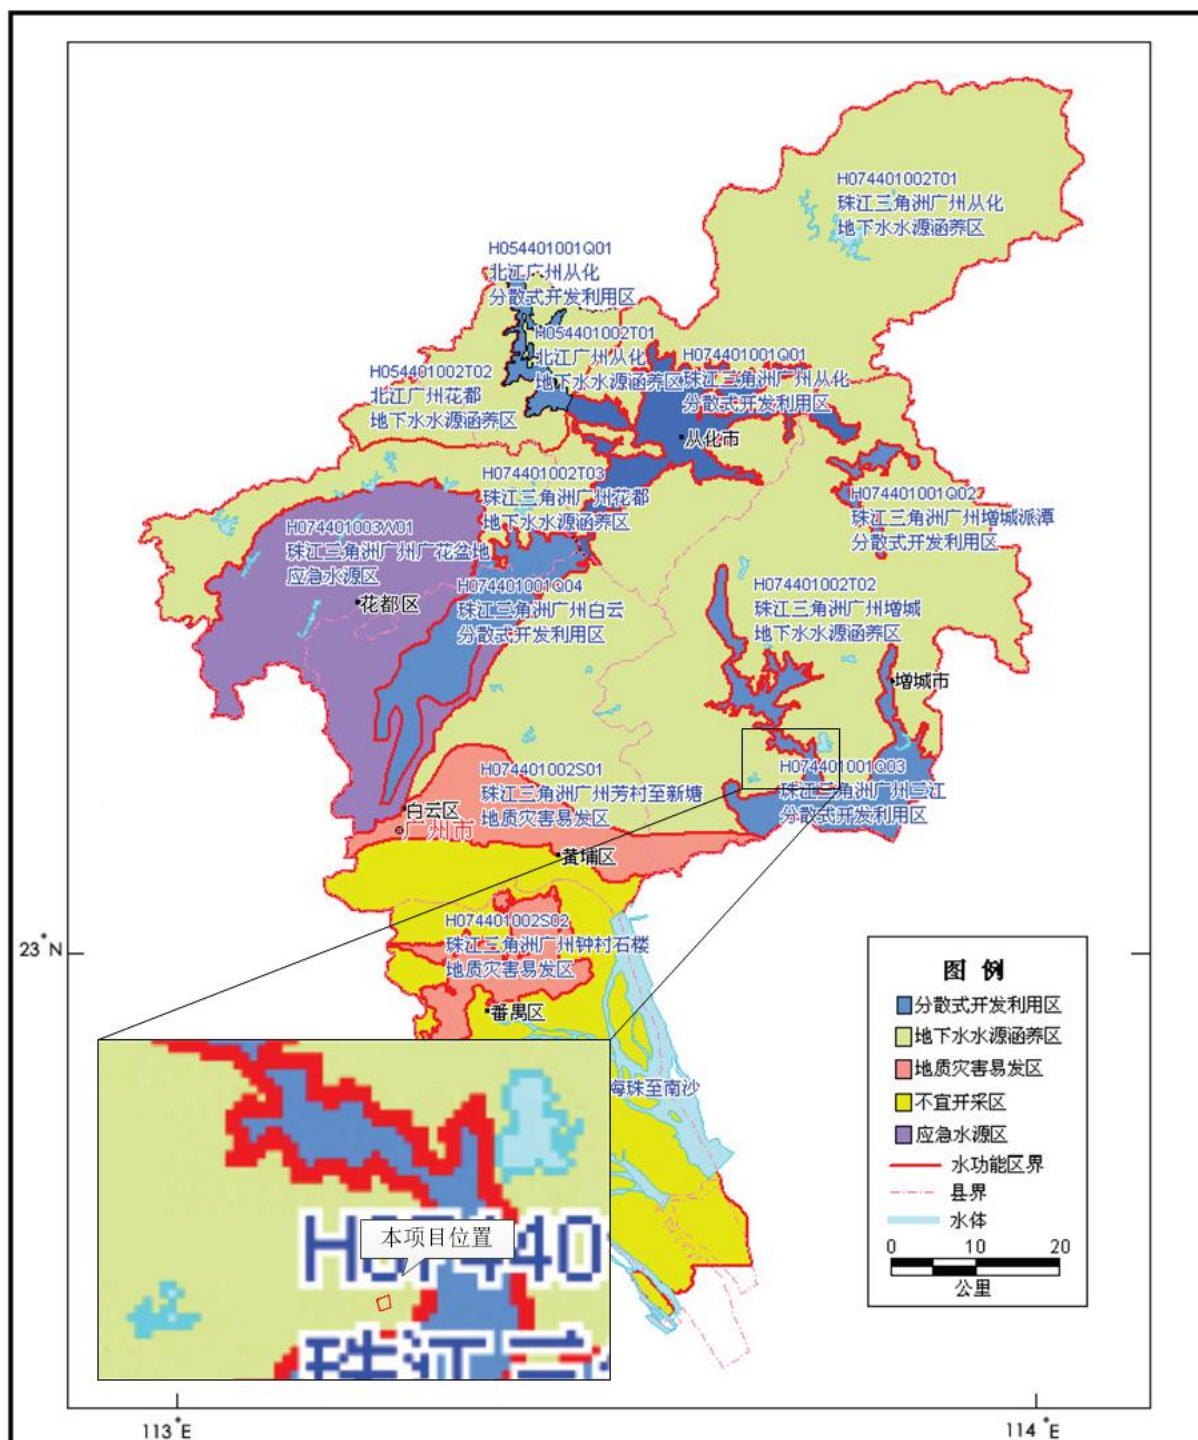 H074401002T01
珠江三角洲广州从化
地下水水源涵养区
H054401001Q01
北江广州从化
分散式开发利用区
H054401002T01
北江广州从化
地下水水源涵养区
H074401001Q01
珠江三角洲广州从化
分散式开发利用区
H054401002T02
北江广州花都
地下水水源涵养区
从化市
H074401002T03
珠江三角洲广州花都
地下水水源涵养区
H074401001Q02
珠江三角洲广州增城派潭
分散式开发利用区
H074401003W01
珠江三角洲广州广花盆地
应急水源区
花都区
H074401001Q04
珠江三角洲广州白云
分散式开发利用区
H074401002T02
珠江三角洲广州增城
地下水水源涵养区
增城市
H074401002S01
珠江三角洲广州芳村至新塘
地质灾害易发区
H074401001Q03
珠江三角洲广州三江
分散式开发利用区
白云区
广州市
黄埔区
H074401002S02
珠江三角洲广州钟村石楼
地质灾害易发区
番禺区
23°N
海珠至南沙
H07440
本项目位置
珠江三
图 例
分散式开发利用区
地下水水源涵养区
地质灾害易发区
不宜开采区
应急水源区
水功能区界
县界
水体
0 10 20
公里
113°E
114°E